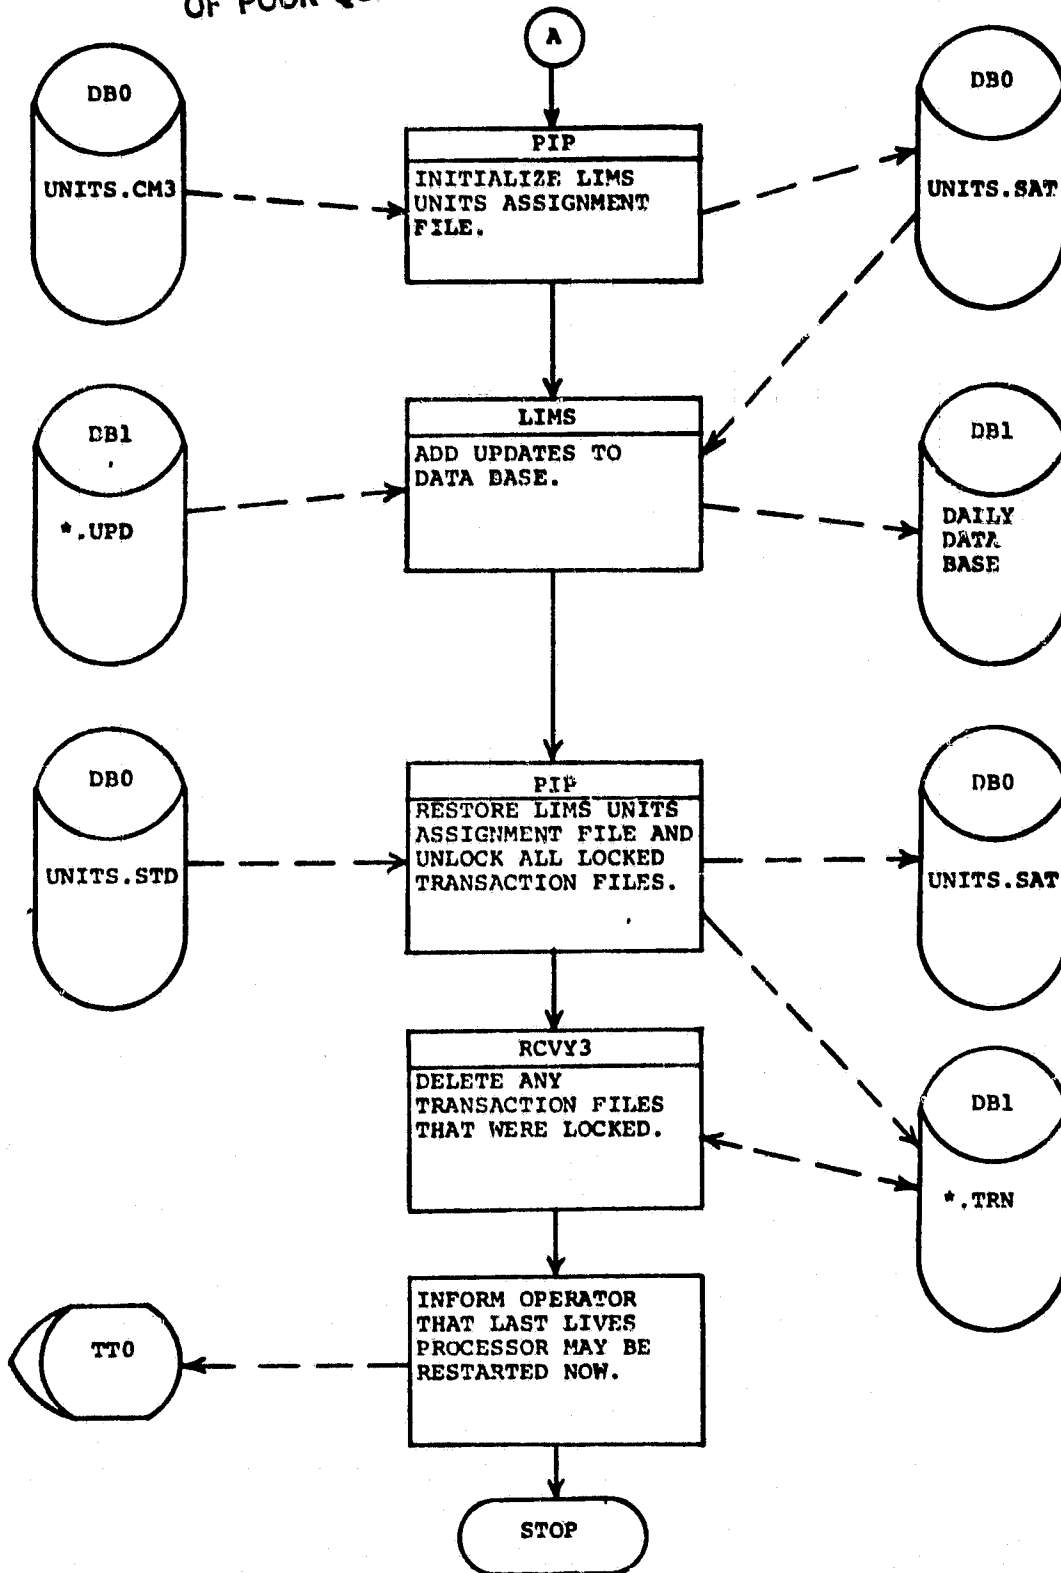 OF POOR
A
DB0
UNITS.CM3
PIP
INITIALIZE LIMS
UNITS ASSIGNMENT
FILE.
DB0
UNITS.SAT
DB1
*.UPD
LIMS
ADD UPDATES TO
DATA BASE.
DB1
DAILY
DATA
BASE
DB0
UNITS.STD
PIP
RESTORE LIMS UNITS
ASSIGNMENT FILE AND
UNLOCK ALL LOCKED
TRANSACTION FILES.
DB0
UNITS.SAT
RCVY3
DELETE ANY
TRANSACTION FILES
THAT WERE LOCKED.
DB1
*.TRN
INFORM OPERATOR
THAT LAST LIVES
PROCESSOR MAY BE
RESTARTED NOW.
TT0
STOP